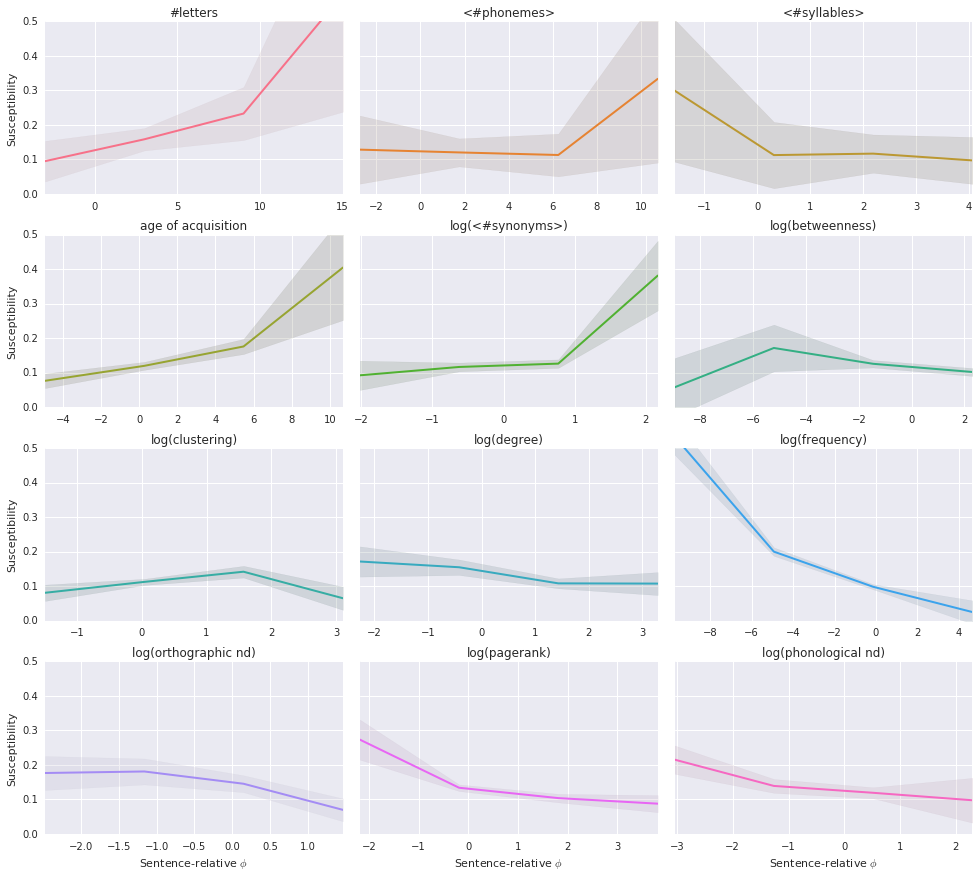 #letters <#phonemes> <#syllables>
0.5
0.4
0.3
0.2
0.1
0.0
Susceptibility
0 5 10 15 −2 0 2 4 6 8 10 −1 0 1 2 3 4
age of acquisition log(<#synonyms>) log(betweenness)
0.5
0.4
0.3
0.2
0.1
0.0
Susceptibility
−4 −2 0 2 4 6 8 10 −2 −1 0 1 2 −8 −6 −4 −2 0 2
log(clustering) log(degree) log(frequency)
0.5
0.4
0.3
0.2
0.1
0.0
Susceptibility
−1 0 1 2 3 −2 −1 0 1 2 3 −8 −6 −4 −2 0 2 4
log(orthographic nd) log(pagerank) log(phonological nd)
0.5
0.4
0.3
0.2
0.1
0.0
Susceptibility
−2.0 −1.5 −1.0 −0.5 0.0 0.5 1.0 −2 −1 0 1 2 3 −3 −2 −1 0 1 2
Sentence-relative ϕ Sentence-relative ϕ Sentence-relative ϕ